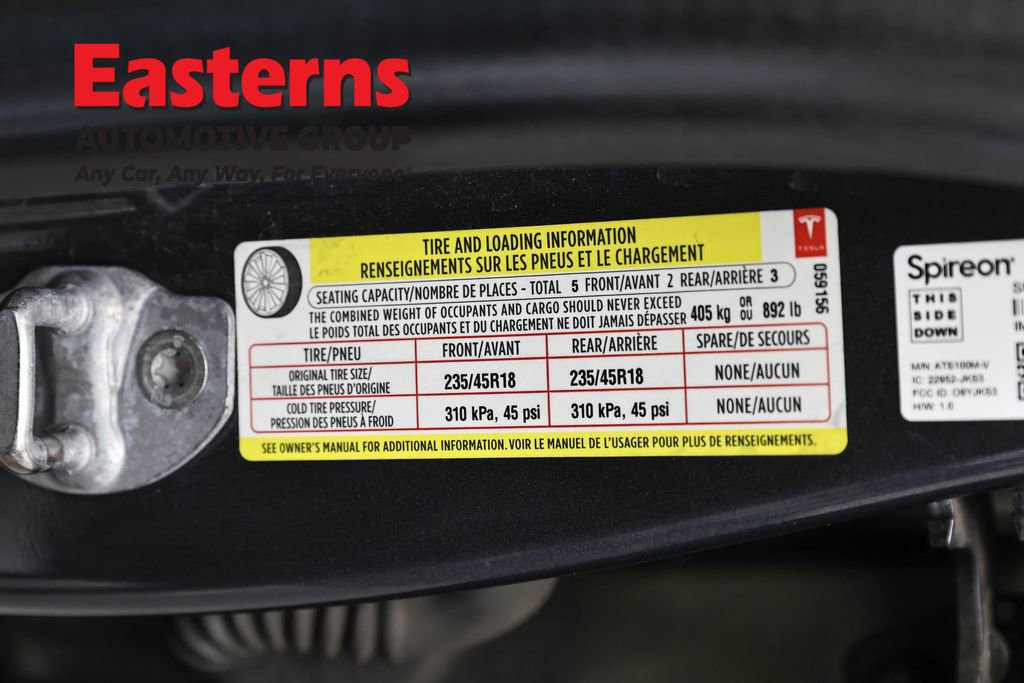 Easterns
AUTOMOTIVE GROUP
Any Car, Any Way, For Everyone®
TIRE AND LOADING INFORMATION
RENSEIGNEMENTS SUR LES PNEUS ET LE CHARGEMENT
TESLA
SEATING CAPACITY/NOMBRE DE PLACES - TOTAL 5 FRONT/AVANT 2 REAR/ARRIÈRE 3
THE COMBINED WEIGHT OF OCCUPANTS AND CARGO SHOULD NEVER EXCEED
LE POIDS TOTAL DES OCCUPANTS ET DU CHARGEMENT NE DOIT JAMAIS DÉPASSER
405 kg OR OU 892 lb
059156
TIRE/PNEU FRONT/AVANT REAR/ARRIÈRE SPARE/DE SECOURS
ORIGINAL TIRE SIZE/
TAILLE DES PNEUS D'ORIGINE
235/45R18 235/45R18 NONE/AUCUN
COLD TIRE PRESSURE/
PRESSION DES PNEUS À FROID
310 kPa, 45 psi 310 kPa, 45 psi NONE/AUCUN
SEE OWNER'S MANUAL FOR ADDITIONAL INFORMATION. VOIR LE MANUEL DE L'USAGER POUR PLUS DE RENSEIGNEMENTS.
Spireon
THIS
SIDE
DOWN
M/N: ATS100M-V
IC: 22952-JKS3
FCC ID: O9YJKS3
H/W: 1.0